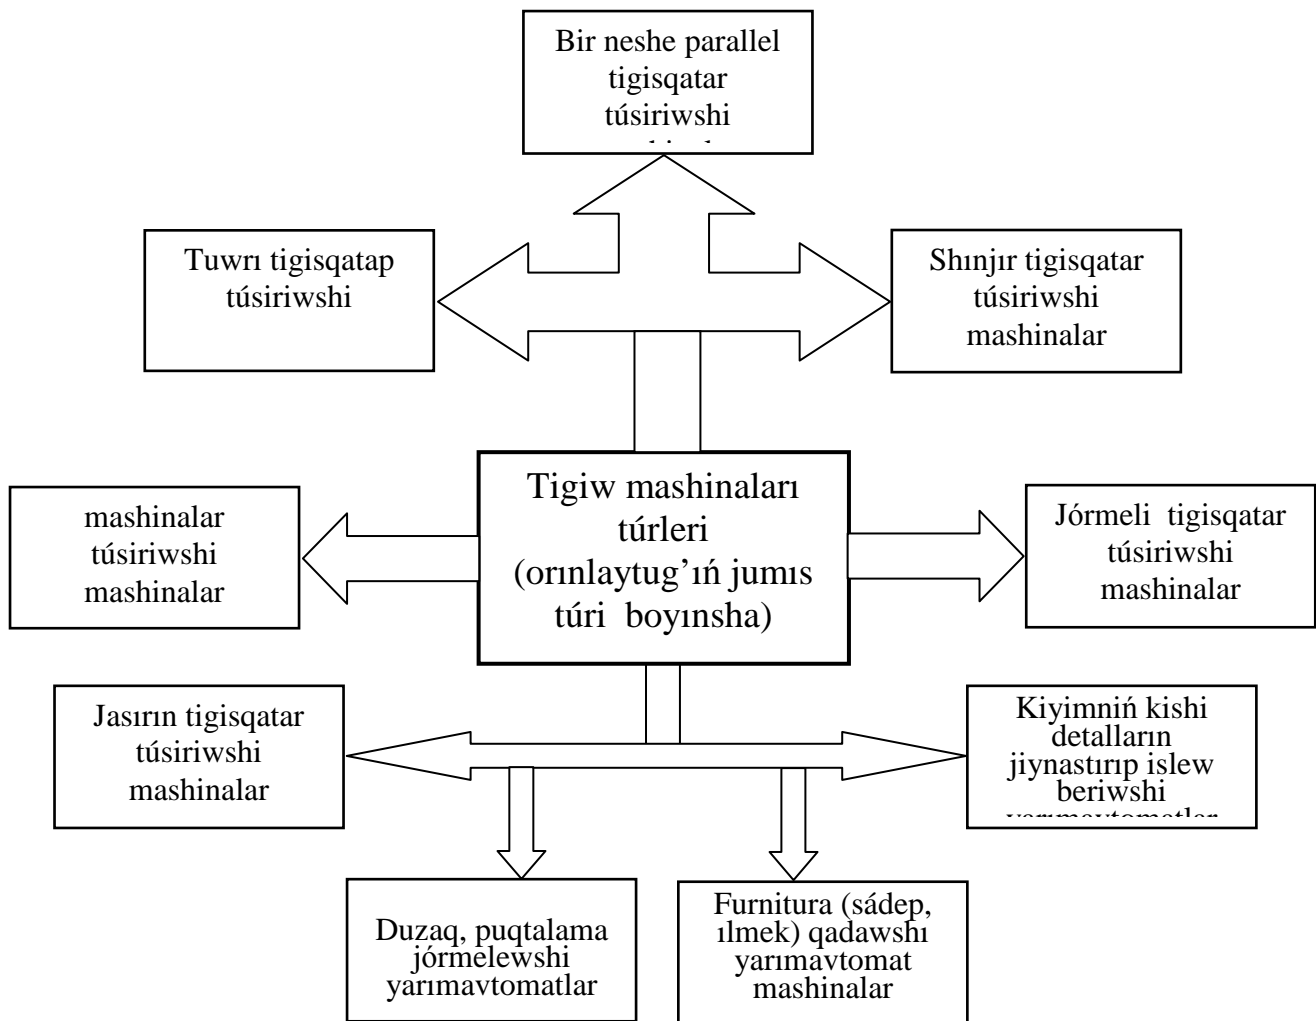 Bir neshe parallel
tigisqatar
túsiriwshi
Tuwrı tigisqatap
túsiriwshi
Shınjır tigisqatar
túsiriwshi
mashinalar
Tigiw mashinaları
túrleri
(orınlaytug’ıń jumıs
túri boyınsha)
mashinalar
túsiriwshi
mashinalar
Jórmeli tigisqatar
túsiriwshi
mashinalar
Jasırın tigisqatar
túsiriwshi
mashinalar
Kiyimniń kishi
detalların
jiynastırıp islew
beriwshi
yarımavtomatlar
Duzaq, puqtalama
jórmelewshi
yarımavtomatlar
Furnitura (sádep,
ılmek) qadawshı
yarımavtomat
mashinalar